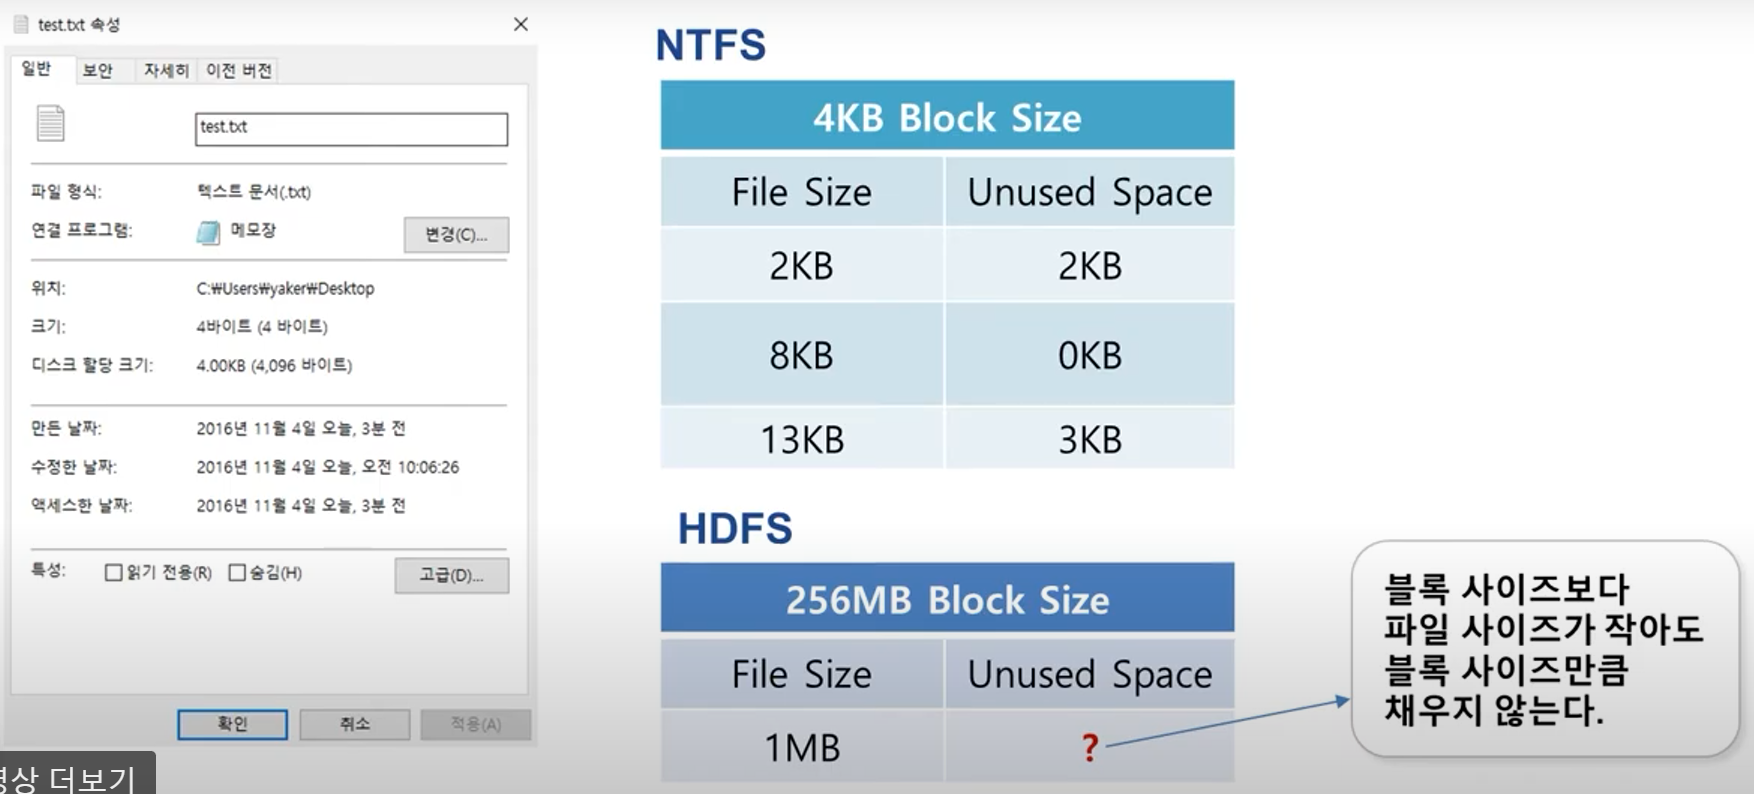 test.txt 속성
일반 보안 자세히 이전 버전
test.txt
파일 형식: 텍스트 문서(.txt)
연결 프로그램: 메모장 변경(C)...
위치: C:₩Users₩yaker₩Desktop
크기: 4바이트 (4 바이트)
디스크 할당 크기: 4.00KB (4,096 바이트)
만든 날짜: 2016년 11월 4일 오늘, 3분 전
수정한 날짜: 2016년 11월 4일 오늘, 오전 10:06:26
액세스한 날짜: 2016년 11월 4일 오늘, 3분 전
특성: 읽기 전용(R) 숨김(H) 고급(D)...
확인 취소 적용(A)
NTFS
4KB Block Size
File Size Unused Space
2KB 2KB
8KB 0KB
13KB 3KB
HDFS
256MB Block Size
File Size Unused Space
1MB ?
블록 사이즈보다
파일 사이즈가 작아도
블록 사이즈만큼
채우지 않는다.
더보기